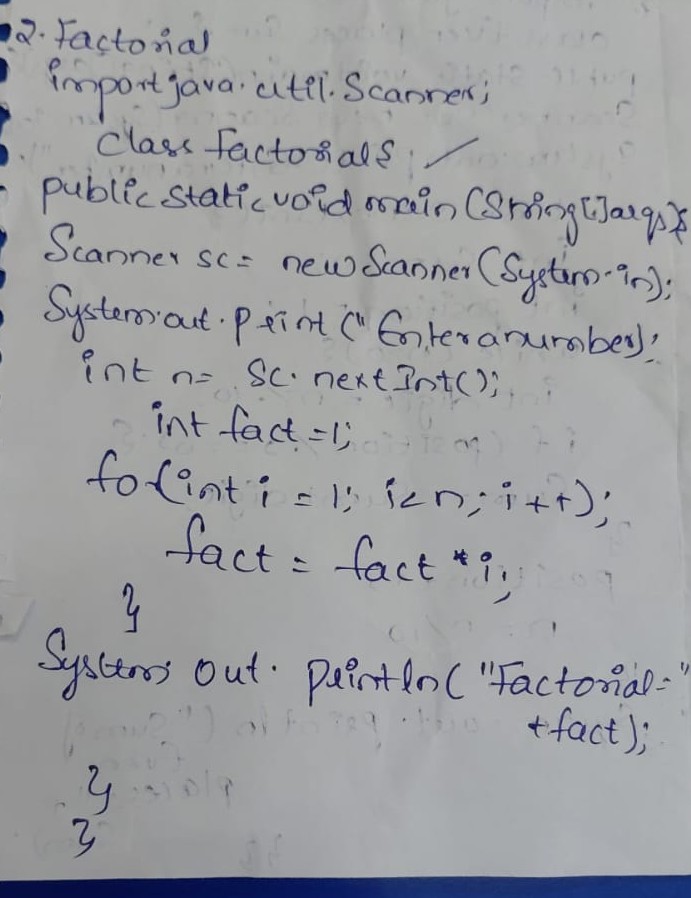 2. Factorial
import java.util.Scanner;
class Factorial{
public static void main (String[]args){
Scanner sc = new Scanner (System.in);
System.out.print ("Enter a number);
int n= sc.nextInt();
int fact =1;
for(int i = 1; i<n; i++);
fact = fact * i;
}
System out. println ("Factorial="
+fact);
}
}